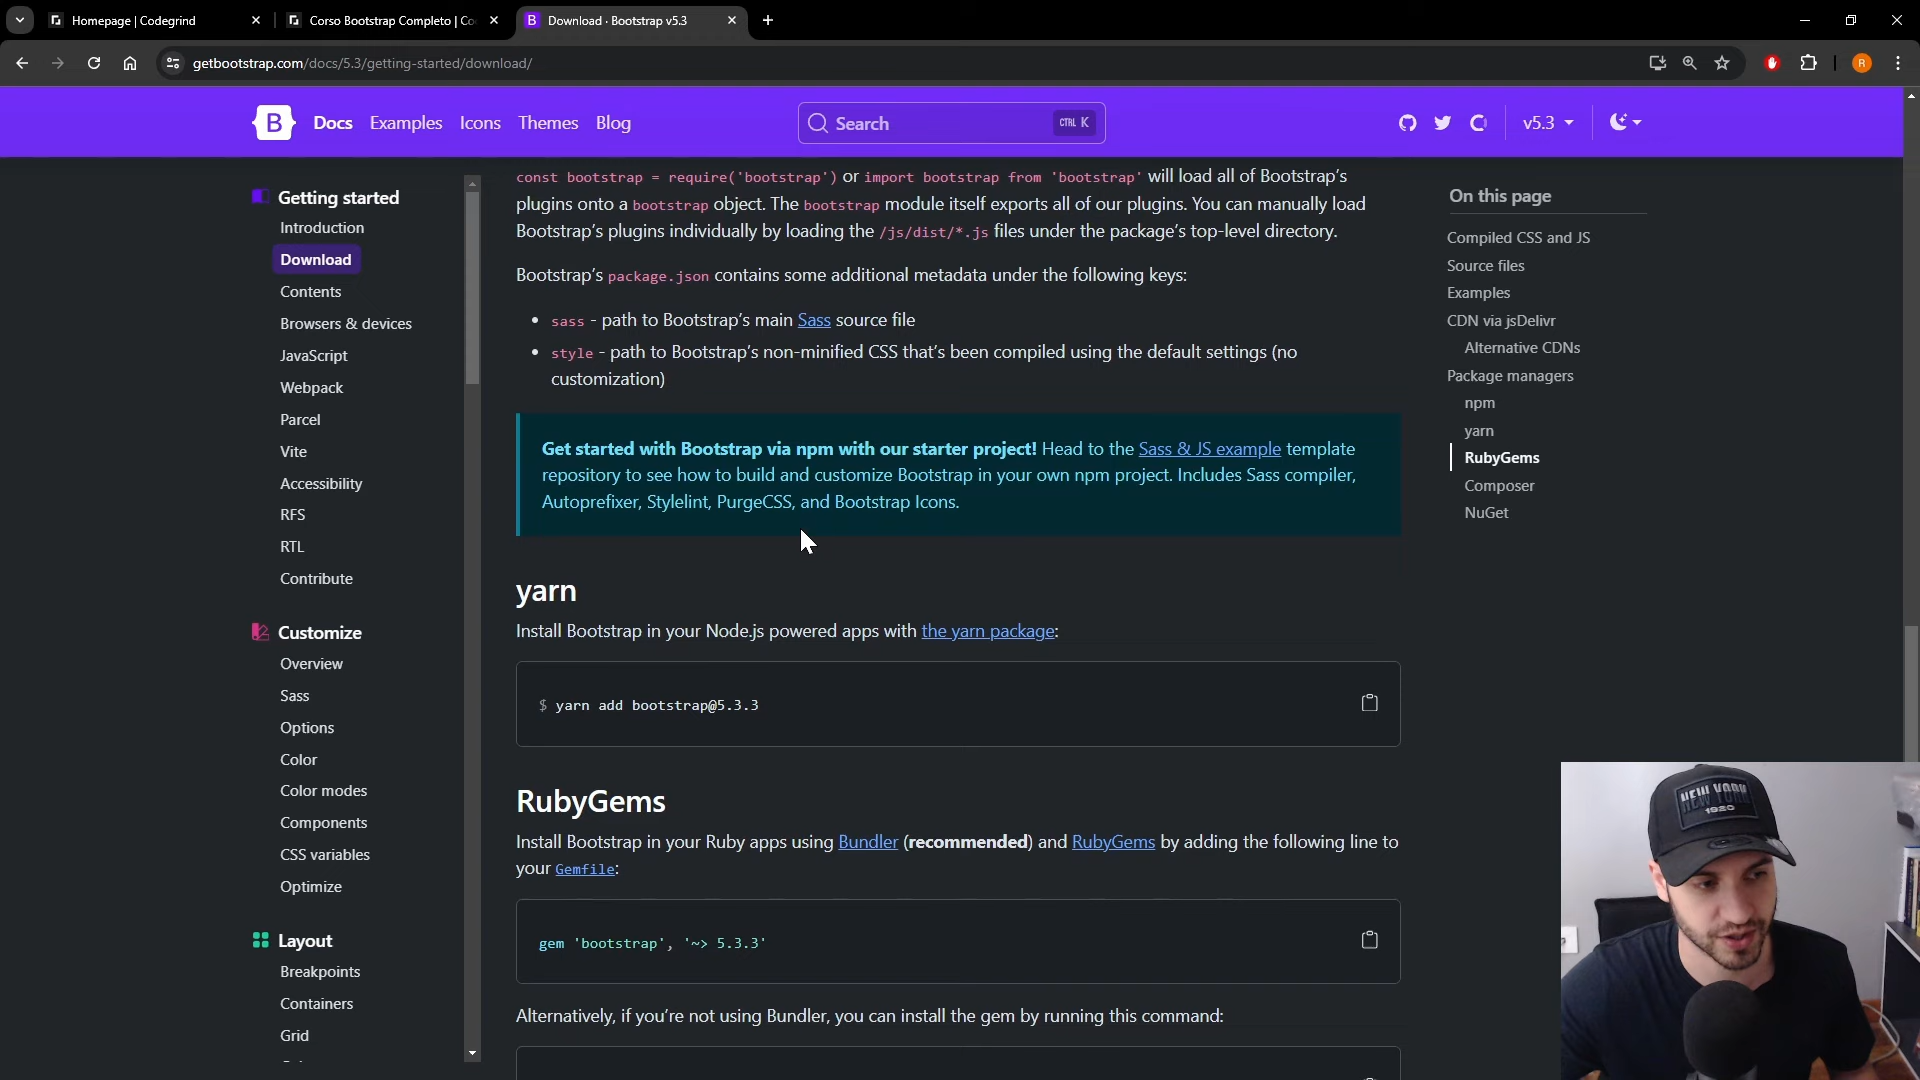 Homepage | Codegrind
Corso Bootstrap Completo | Co
Download · Bootstrap v5.3
getbootstrap.com/docs/5.3/getting-started/download/
R
B Docs Examples Icons Themes Blog
Search CTRL K
v5.3
Getting started
Introduction
Download
Contents
Browsers & devices
JavaScript
Webpack
Parcel
Vite
Accessibility
RFS
RTL
Contribute
Customize
Overview
Sass
Options
Color
Color modes
Components
CSS variables
Optimize
Layout
Breakpoints
Containers
Grid
const bootstrap = require('bootstrap') or import bootstrap from 'bootstrap' will load all of Bootstrap's
plugins onto a bootstrap object. The bootstrap module itself exports all of our plugins. You can manually load
Bootstrap's plugins individually by loading the /js/dist/*.js files under the package's top-level directory.
Bootstrap's package.json contains some additional metadata under the following keys:
• sass - path to Bootstrap's main Sass source file
• style - path to Bootstrap's non-minified CSS that's been compiled using the default settings (no
customization)
Get started with Bootstrap via npm with our starter project! Head to the Sass & JS example template
repository to see how to build and customize Bootstrap in your own npm project. Includes Sass compiler,
Autoprefixer, Stylelint, PurgeCSS, and Bootstrap Icons.
yarn
Install Bootstrap in your Node.js powered apps with the yarn package:
$ yarn add bootstrap@5.3.3
RubyGems
Install Bootstrap in your Ruby apps using Bundler (recommended) and RubyGems by adding the following line to
your Gemfile:
gem 'bootstrap', '~> 5.3.3'
Alternatively, if you're not using Bundler, you can install the gem by running this command:
On this page
Compiled CSS and JS
Source files
Examples
CDN via jsDelivr
Alternative CDNs
Package managers
npm
yarn
RubyGems
Composer
NuGet
NEW YORK
1920